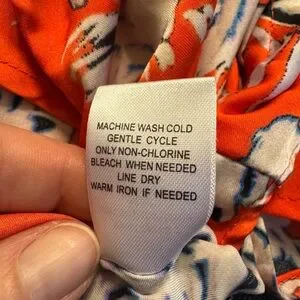 MACHINE WASH COLD
GENTLE CYCLE
ONLY NON-CHLORINE
BLEACH WHEN NEEDED
LINE DRY
WARM IRON IF NEEDED